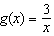 g(x) = 3/x